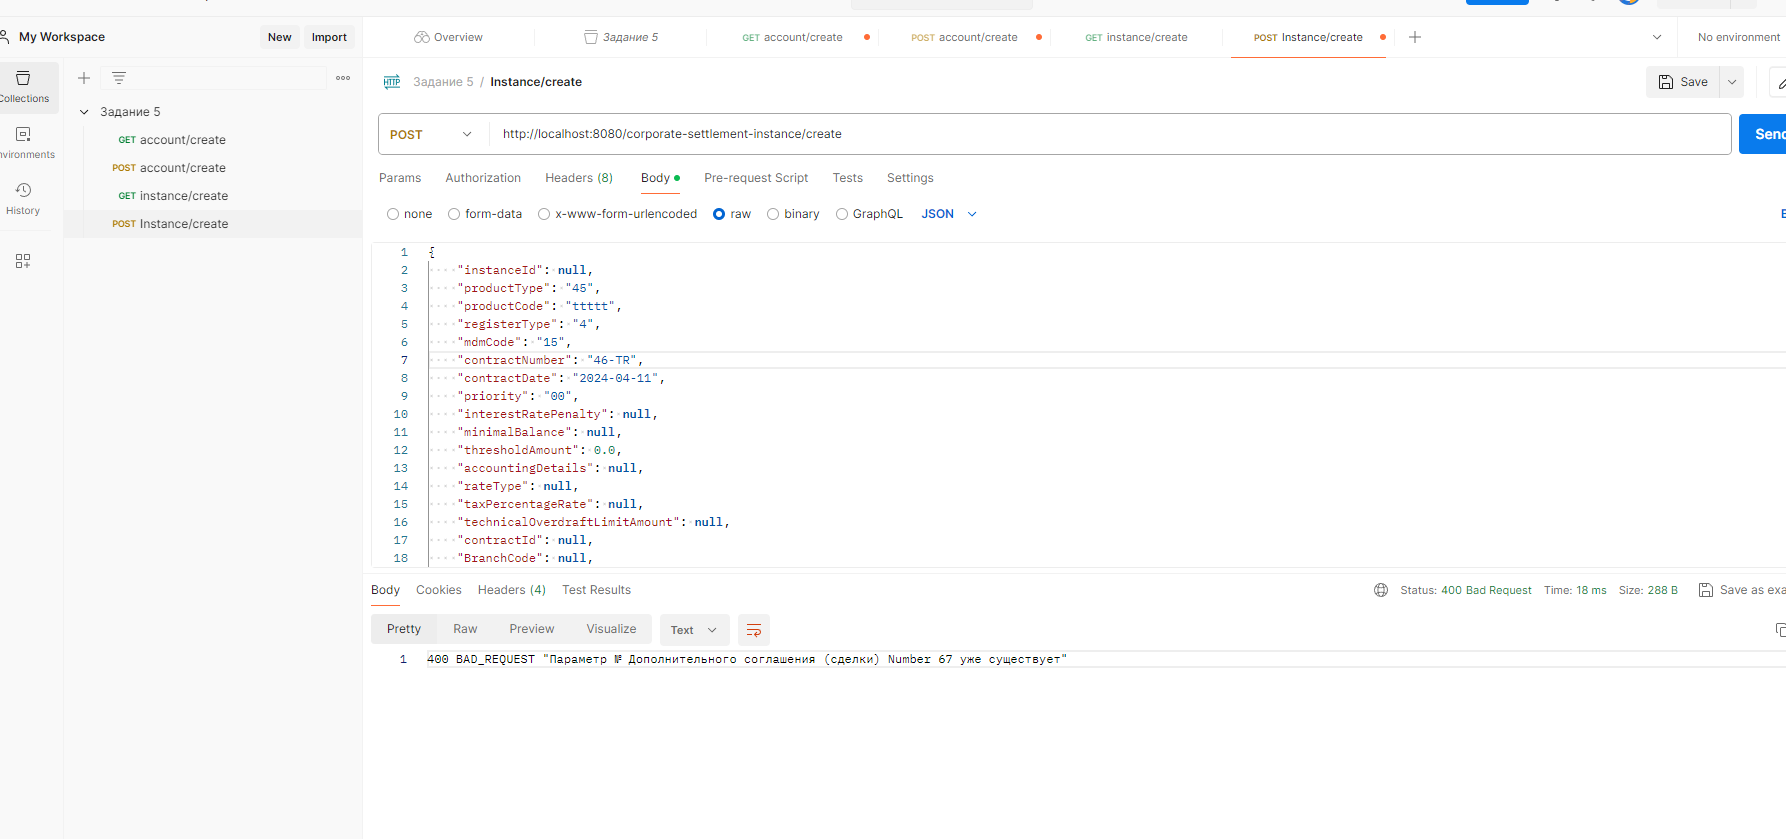 My Workspace
New
Import
Overview
Задание 5
GET account/create
POST account/create
GET instance/create
POST Instance/create
No environment
Collections
Задание 5
GET account/create
POST account/create
GET instance/create
POST Instance/create
nvironments
History
HTTP
Задание 5 / Instance/create
Save
POST
http://localhost:8080/corporate-settlement-instance/create
Send
Params
Authorization
Headers (8)
Body
Pre-request Script
Tests
Settings
none
form-data
x-www-form-urlencoded
raw
binary
GraphQL
JSON
1 {
2 "instanceId": null,
3 "productType": "45",
4 "productCode": "ttttt",
5 "registerType": "4",
6 "mdmCode": "15",
7 "contractNumber": "46-TR",
8 "contractDate": "2024-04-11",
9 "priority": "00",
10 "interestRatePenalty": null,
11 "minimalBalance": null,
12 "thresholdAmount": 0.0,
13 "accountingDetails": null,
14 "rateType": null,
15 "taxPercentageRate": null,
16 "technicalOverdraftLimitAmount": null,
17 "contractId": null,
18 "BranchCode": null,
Body
Cookies
Headers (4)
Test Results
Status: 400 Bad Request
Time: 18 ms
Size: 288 B
Save as exa
Pretty
Raw
Preview
Visualize
Text
1 400 BAD_REQUEST "Параметр № Дополнительного соглашения (сделки) Number 67 уже существует"